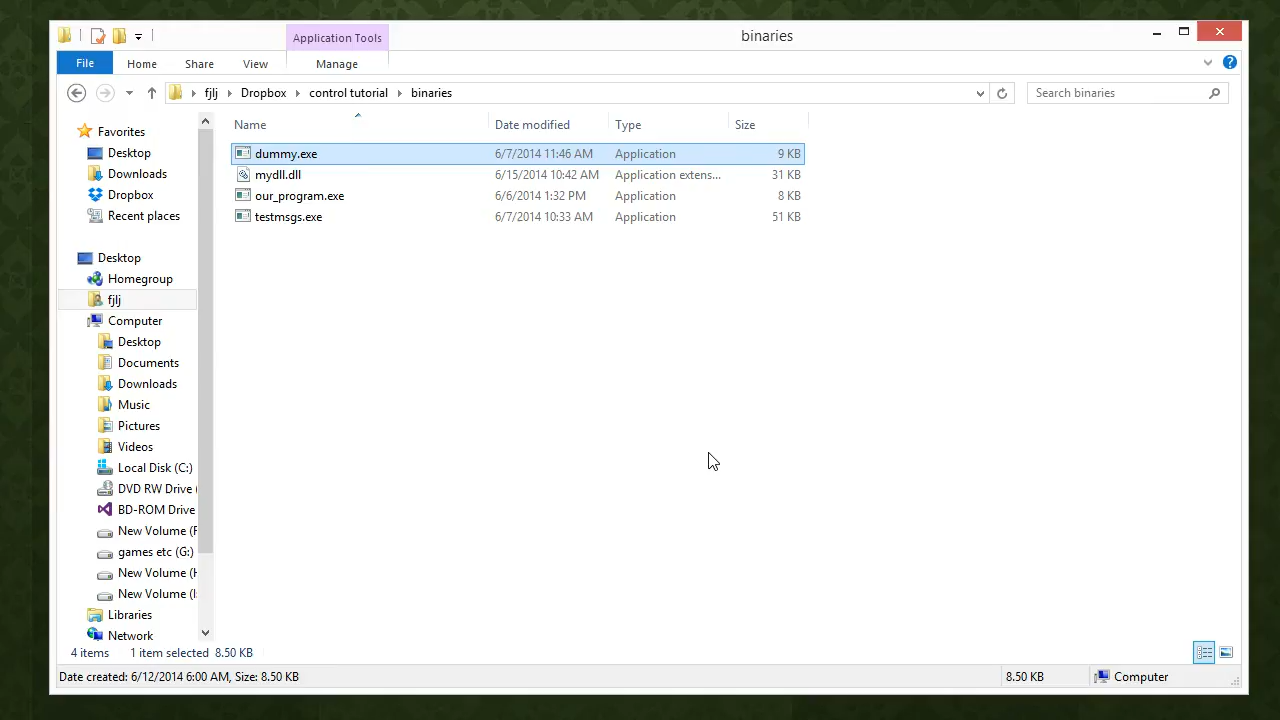 Application Tools
binaries
File Home Share View Manage
fjlj Dropbox control tutorial binaries Search binaries
Name Date modified Type Size
dummy.exe 6/7/2014 11:46 AM Application 9 KB
mydll.dll 6/15/2014 10:42 AM Application extens... 31 KB
our_program.exe 6/6/2014 1:32 PM Application 8 KB
testmsgs.exe 6/7/2014 10:33 AM Application 51 KB
Favorites
Desktop
Downloads
Dropbox
Recent places
Desktop
Homegroup
fjlj
Computer
Desktop
Documents
Downloads
Music
Pictures
Videos
Local Disk (C:)
DVD RW Drive (
BD-ROM Drive
New Volume (F
games etc (G:)
New Volume (H
New Volume (I:
Libraries
Network
4 items 1 item selected 8.50 KB
Date created: 6/12/2014 6:00 AM, Size: 8.50 KB 8.50 KB Computer